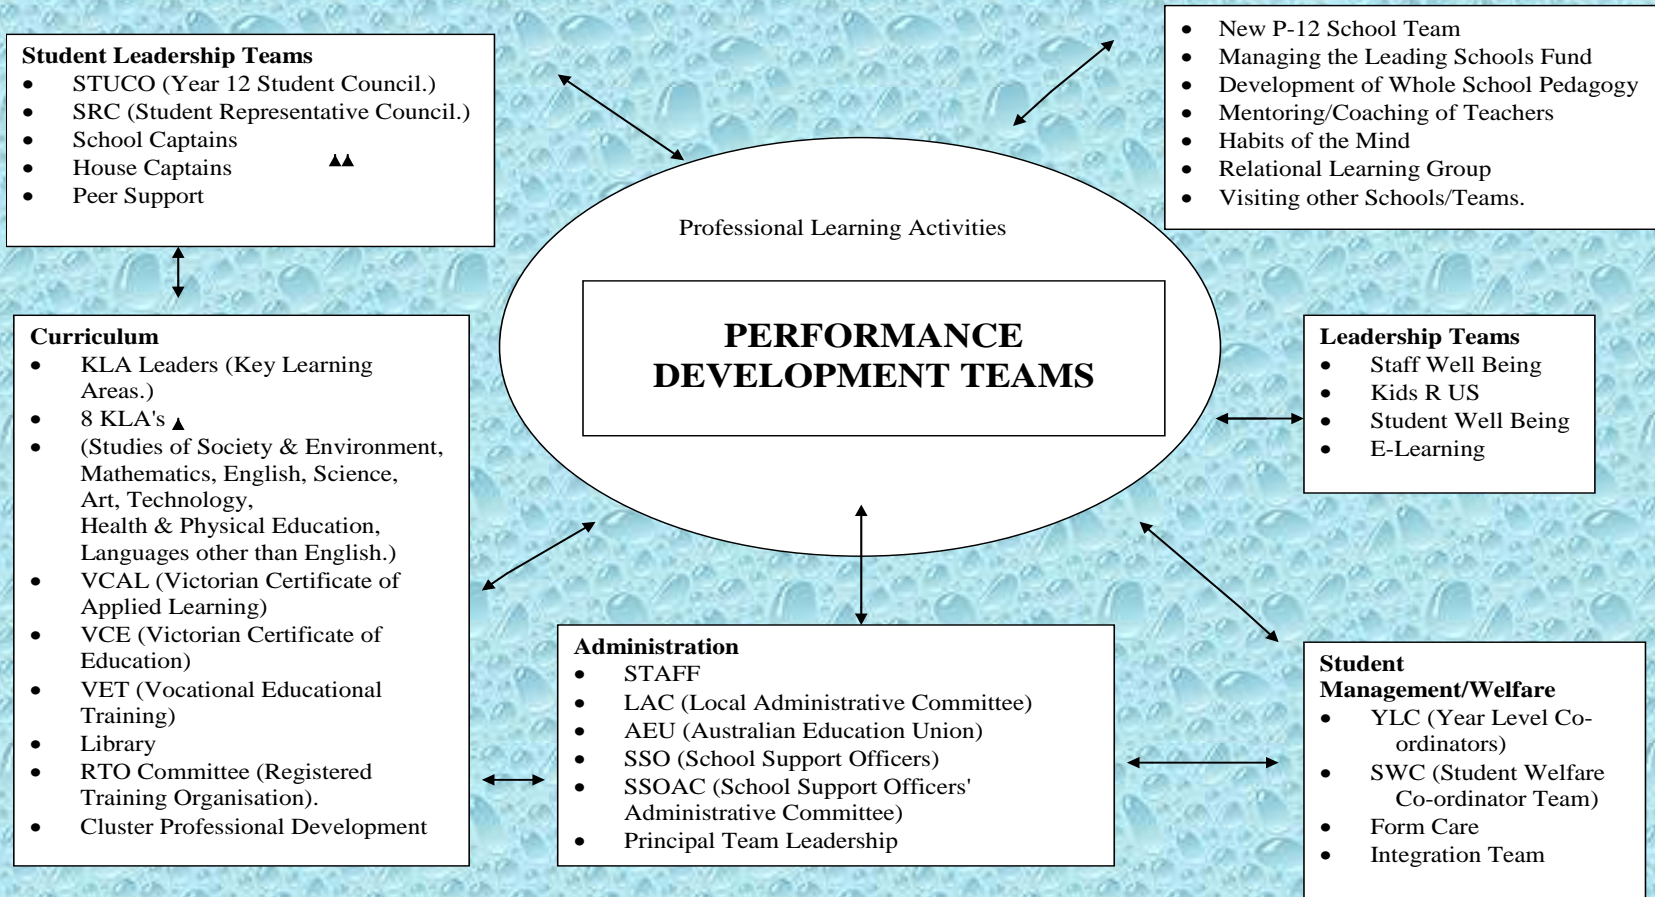 Student Leadership Teams
• STUCO (Year 12 Student Council.)
• SRC (Student Representative Council.)
• School Captains
• House Captains
• Peer Support
• New P-12 School Team
• Managing the Leading Schools Fund
• Development of Whole School Pedagogy
• Mentoring/Coaching of Teachers
• Habits of the Mind
• Relational Learning Group
• Visiting other Schools/Teams.
Professional Learning Activities
PERFORMANCE
DEVELOPMENT TEAMS
Curriculum
• KLA Leaders (Key Learning
Areas.)
• 8 KLA's
• (Studies of Society & Environment,
Mathematics, English, Science,
Art, Technology,
Health & Physical Education,
Languages other than English.)
• VCAL (Victorian Certificate of
Applied Learning)
• VCE (Victorian Certificate of
Education)
• VET (Vocational Educational
Training)
• Library
• RTO Committee (Registered
Training Organisation).
• Cluster Professional Development
Leadership Teams
• Staff Well Being
• Kids R US
• Student Well Being
• E-Learning
Administration
• STAFF
• LAC (Local Administrative Committee)
• AEU (Australian Education Union)
• SSO (School Support Officers)
• SSOAC (School Support Officers'
Administrative Committee)
• Principal Team Leadership
Student
Management/Welfare
• YLC (Year Level Co-
ordinators)
• SWC (Student Welfare
Co-ordinator Team)
• Form Care
• Integration Team